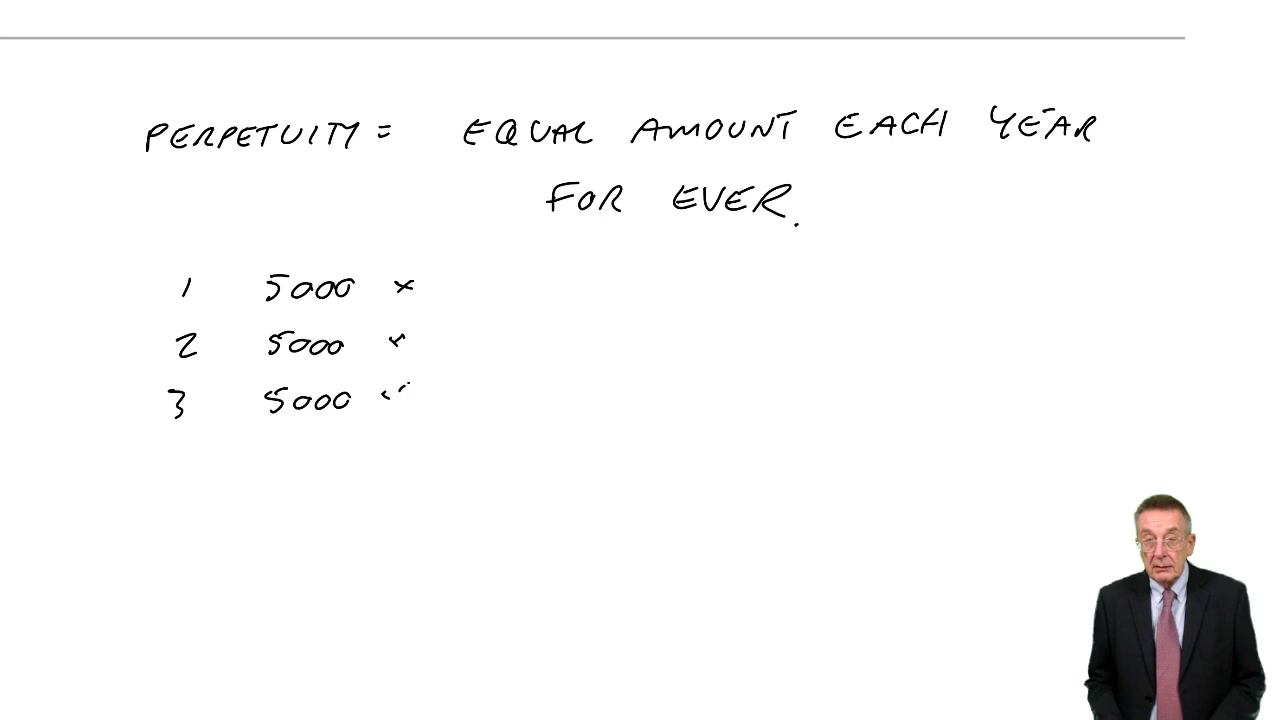 PERPETUITY = EQUAL AMOUNT EACH YEAR
FOR EVER.
1 5000 ×
2 5000 ×
3 5000